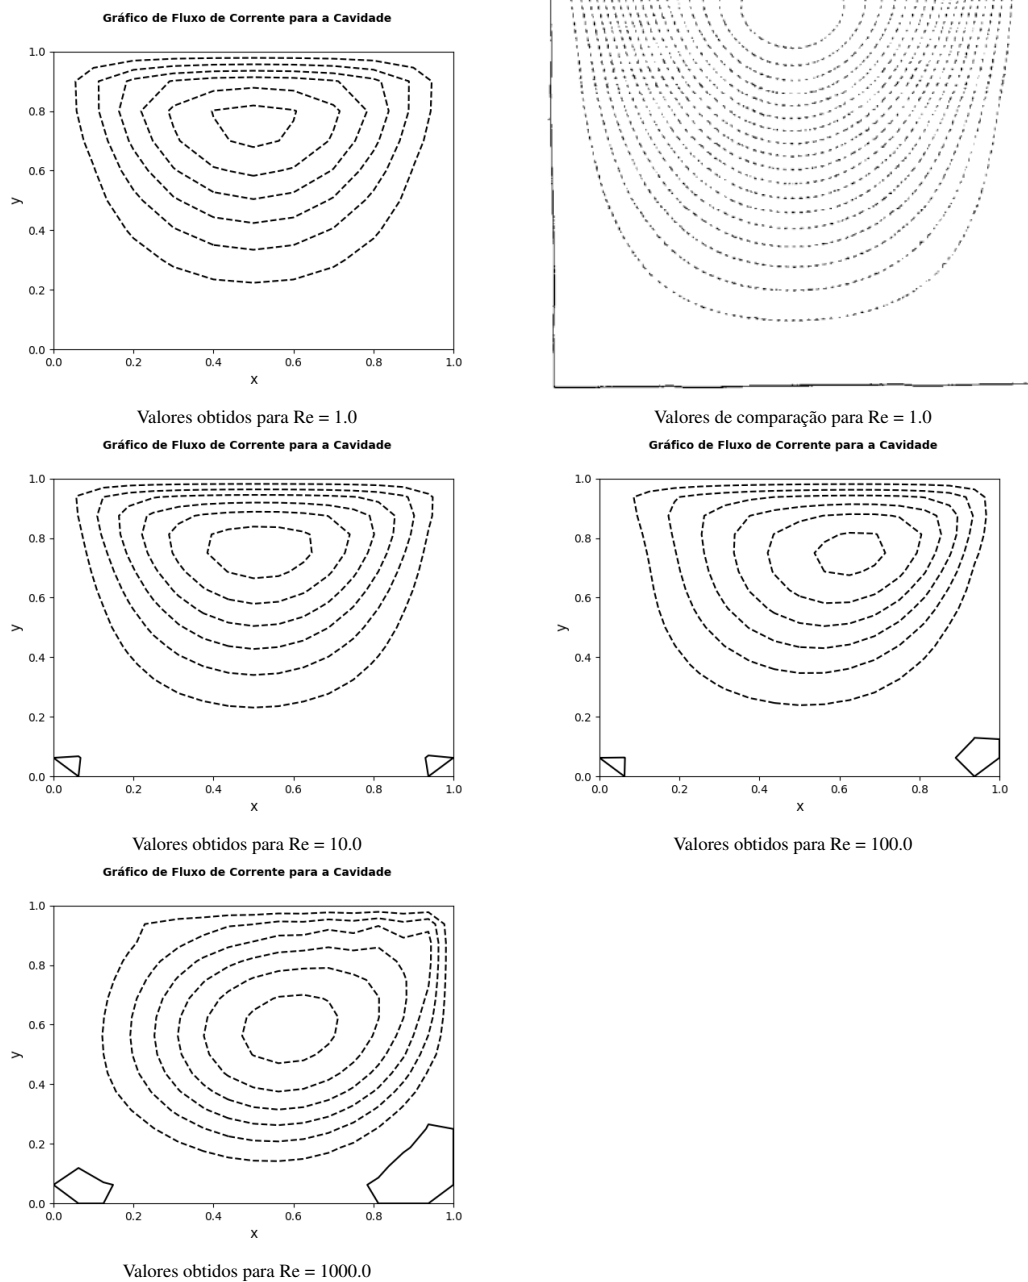 Gráfico de Fluxo de Corrente para a Cavidade
1.0
0.8
0.6
0.4
0.2
0.0
y
0.0 0.2 0.4 0.6 0.8 1.0
x
Valores obtidos para Re = 1.0
Valores de comparação para Re = 1.0
Gráfico de Fluxo de Corrente para a Cavidade
1.0
0.8
0.6
0.4
0.2
0.0
y
0.0 0.2 0.4 0.6 0.8 1.0
x
Valores obtidos para Re = 10.0
Gráfico de Fluxo de Corrente para a Cavidade
1.0
0.8
0.6
0.4
0.2
0.0
y
0.0 0.2 0.4 0.6 0.8 1.0
x
Valores obtidos para Re = 100.0
Gráfico de Fluxo de Corrente para a Cavidade
1.0
0.8
0.6
0.4
0.2
0.0
y
0.0 0.2 0.4 0.6 0.8 1.0
x
Valores obtidos para Re = 1000.0